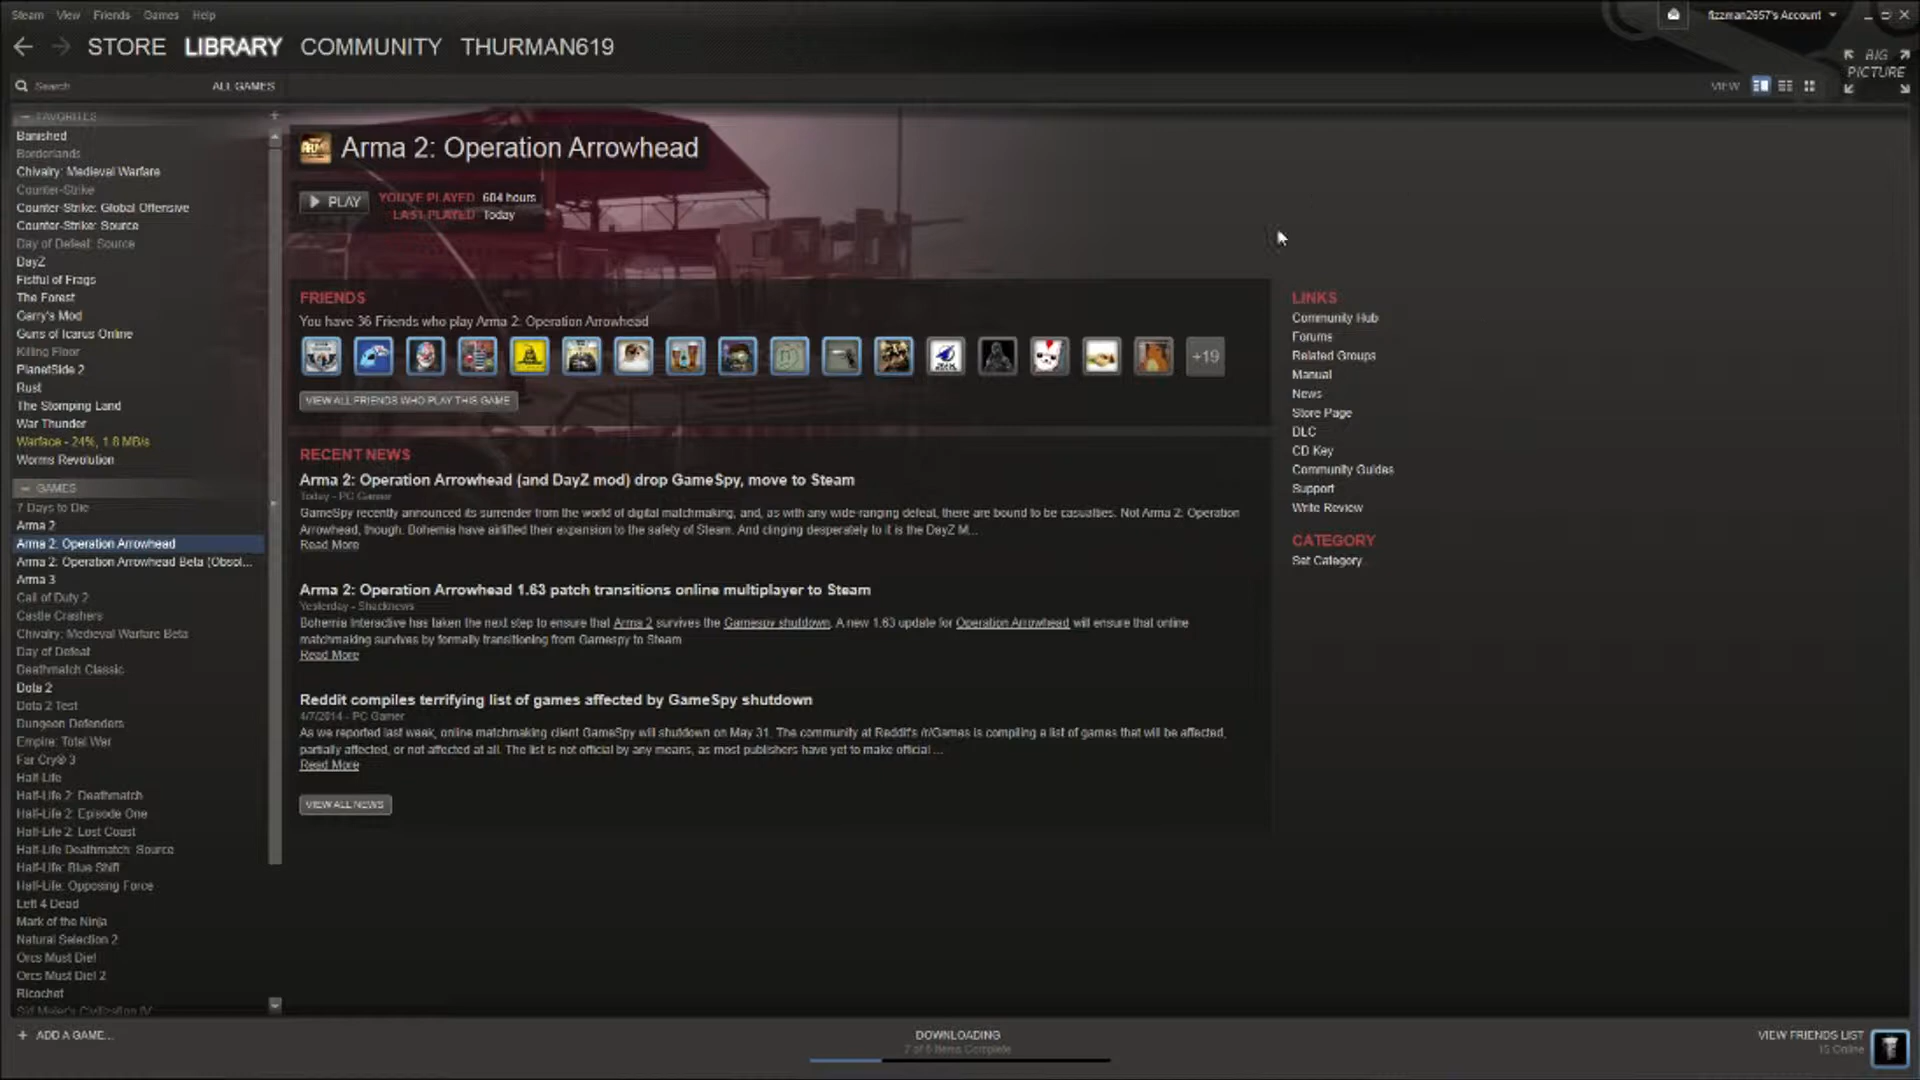 Steam View Friends Games Help
fizzman2657's Account
STORE LIBRARY COMMUNITY THURMAN619
BIG PICTURE
Search
ALL GAMES
VIEW
FAVORITES
Banished
Borderlands
Chivalry: Medieval Warfare
Counter-Strike
Counter-Strike: Global Offensive
Counter-Strike: Source
Day of Defeat: Source
DayZ
Fistful of Frags
The Forest
Garry's Mod
Guns of Icarus Online
Killing Floor
PlanetSide 2
Rust
The Stomping Land
War Thunder
Warface - 24%, 1.8 MB/s
Worms Revolution
GAMES
7 Days to Die
Arma 2
Arma 2: Operation Arrowhead
Arma 2: Operation Arrowhead Beta (Obsol...
Arma 3
Call of Duty 2
Castle Crashers
Chivalry: Medieval Warfare Beta
Day of Defeat
Deathmatch Classic
Dota 2
Dota 2 Test
Dungeon Defenders
Empire: Total War
Far Cry® 3
Half-Life
Half-Life 2: Deathmatch
Half-Life 2: Episode One
Half-Life 2: Lost Coast
Half-Life Deathmatch: Source
Half-Life: Blue Shift
Half-Life: Opposing Force
Left 4 Dead
Mark of the Ninja
Natural Selection 2
Orcs Must Die!
Orcs Must Die! 2
Ricochet
Sid Meier's Civilization IV
Arma 2: Operation Arrowhead
PLAY
YOU'VE PLAYED 604 hours
LAST PLAYED Today
FRIENDS
You have 36 Friends who play Arma 2: Operation Arrowhead
+19
VIEW ALL FRIENDS WHO PLAY THIS GAME
RECENT NEWS
Arma 2: Operation Arrowhead (and DayZ mod) drop GameSpy, move to Steam
Today - PC Gamer
GameSpy recently announced its surrender from the world of digital matchmaking, and, as with any wide-ranging defeat, there are bound to be casualties. Not Arma 2: Operation
Arrowhead, though. Bohemia have airlifted their expansion to the safety of Steam. And clinging desperately to it is the DayZ M...
Read More
Arma 2: Operation Arrowhead 1.63 patch transitions online multiplayer to Steam
Yesterday - Shacknews
Bohemia Interactive has taken the next step to ensure that Arma 2 survives the Gamespy shutdown. A new 1.63 update for Operation Arrowhead will ensure that online
matchmaking survives by formally transitioning from Gamespy to Steam
Read More
Reddit compiles terrifying list of games affected by GameSpy shutdown
4/7/2014 - PC Gamer
As we reported last week, online matchmaking client GameSpy will shutdown on May 31. The community at Reddit's /r/Games is compiling a list of games that will be affected,
partially affected, or not affected at all. The list is not official by any means, as most publishers have yet to make official ...
Read More
VIEW ALL NEWS
LINKS
Community Hub
Forums
Related Groups
Manual
News
Store Page
DLC
CD Key
Community Guides
Support
Write Review
CATEGORY
Set Category
+ ADD A GAME...
DOWNLOADING
Items Complete
VIEW FRIENDS LIST
15 Online